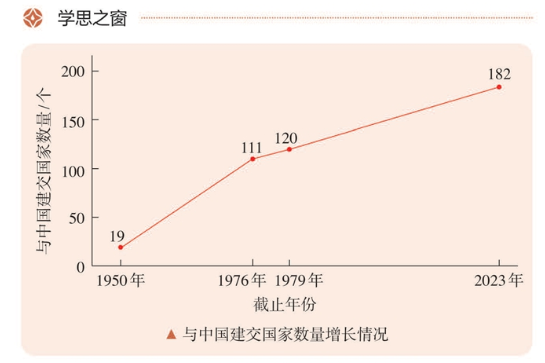 学思之窗
与中国建交国家数量/个
200
150
100
50
0
19
111
120
182
1950年
1976年
1979年
2023年
截止年份
▲ 与中国建交国家数量增长情况